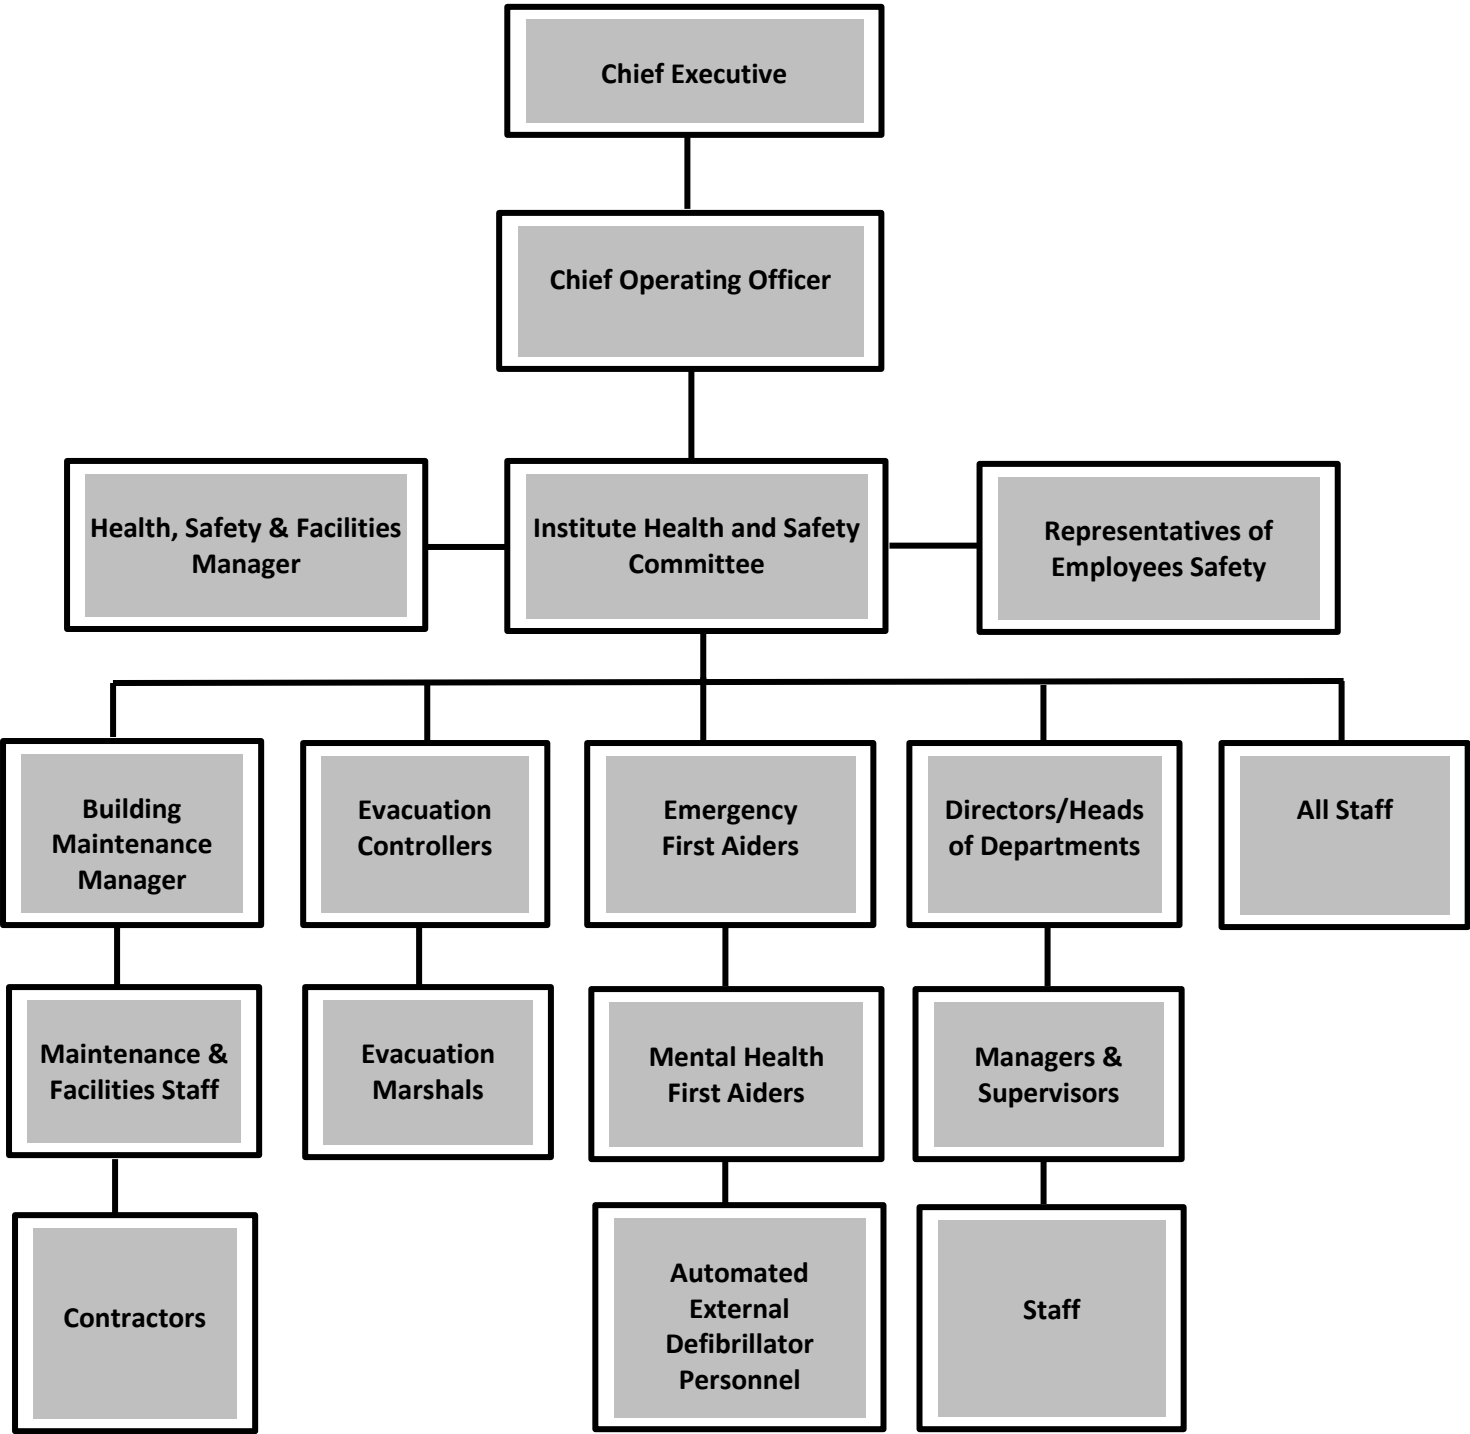 Chief Executive
Chief Operating Officer
Health, Safety & Facilities
Manager
Institute Health and Safety
Committee
Representatives of
Employees Safety
Building
Maintenance
Manager
Evacuation
Controllers
Emergency
First Aiders
Directors/Heads
of Departments
All Staff
Maintenance &
Facilities Staff
Evacuation
Marshals
Mental Health
First Aiders
Managers &
Supervisors
Contractors
Automated
External
Defibrillator
Personnel
Staff